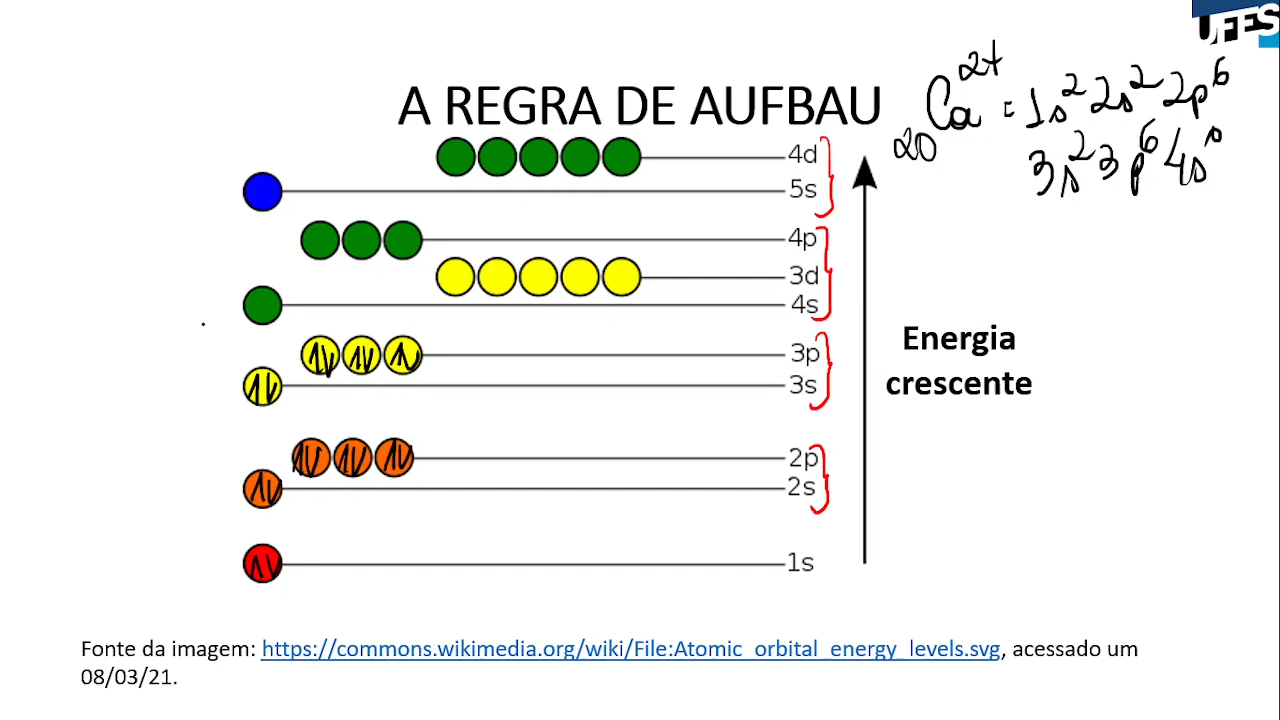 UFES
A REGRA DE AUFBAU
₂₀Ca²⁺ = 1s² 2s² 2p⁶
3s² 3p⁶ 4s⁰
4d
5s
4p
3d
4s
3p
3s
2p
2s
1s
Energia
crescente
Fonte da imagem: https://commons.wikimedia.org/wiki/File:Atomic_orbital_energy_levels.svg, acessado um
08/03/21.